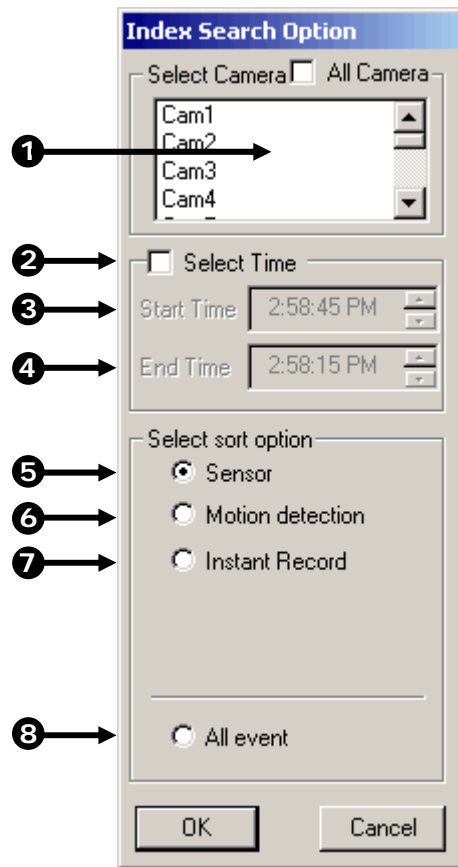 Index Search Option
Select Camera All Camera
Cam1
1
Cam2
Cam3
Cam4
2 Select Time
3 Start Time 2:58:45 PM
4 End Time 2:58:15 PM
Select sort option
5 Sensor
6 Motion detection
7 Instant Record
8 All event
OK Cancel